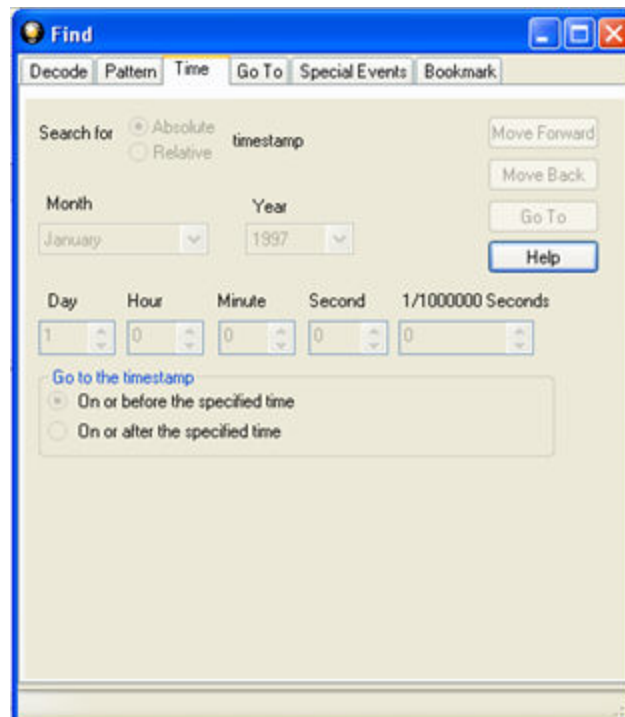 Find
Decode Pattern Time Go To Special Events Bookmark
Search for Absolute timestamp Move Forward
Relative
Move Back
Month Year Go To
January 1997
Help
Day Hour Minute Second 1/1000000 Seconds
1 0 0 0 0
Go to the timestamp
On or before the specified time
On or after the specified time